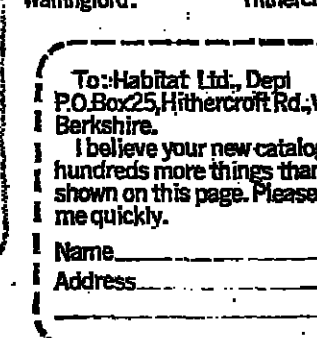 Wallingford.
To: Habitat Ltd., Dept
P.O.Box25,Hithercroft Rd.,
Berkshire.
I believe your new catalog
hundreds more things than
shown on this page. Please
me quickly.
Name
Address